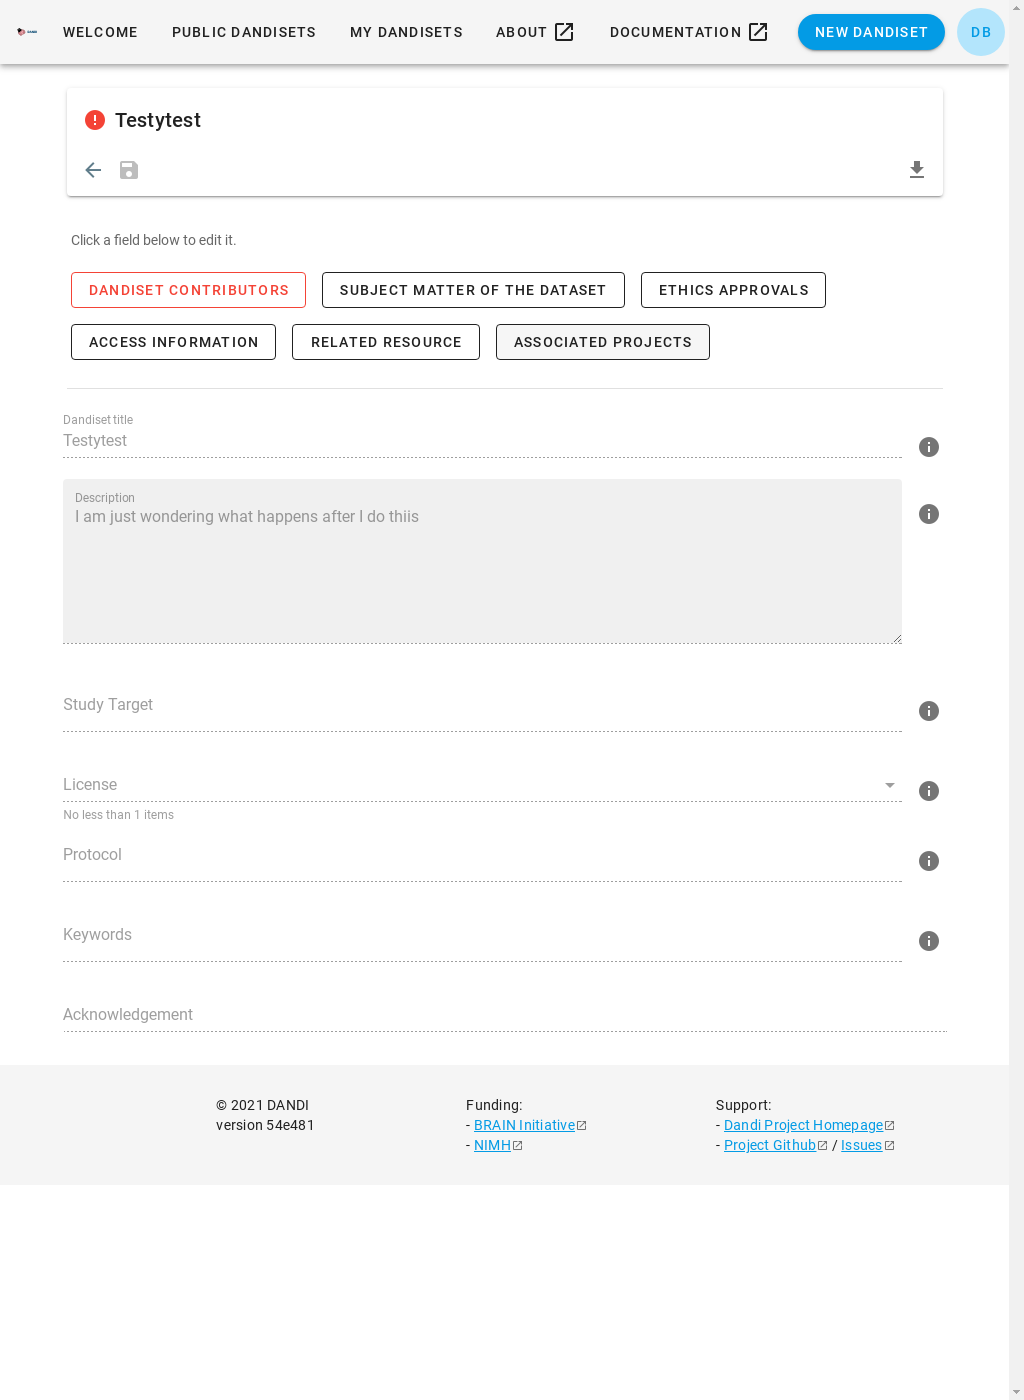 WELCOME PUBLIC DANDISETS MY DANDISETS ABOUT DOCUMENTATION NEW DANDISET DB
Testytest
Click a field below to edit it.
DANDISET CONTRIBUTORS SUBJECT MATTER OF THE DATASET ETHICS APPROVALS
ACCESS INFORMATION RELATED RESOURCE ASSOCIATED PROJECTS
Dandiset title
Testytest
Description
I am just wondering what happens after I do thiis
Study Target
License
No less than 1 items
Protocol
Keywords
Acknowledgement
© 2021 DANDI
version 54e481
Funding:
- BRAIN Initiative
- NIMH
Support:
- Dandi Project Homepage
- Project Github / Issues